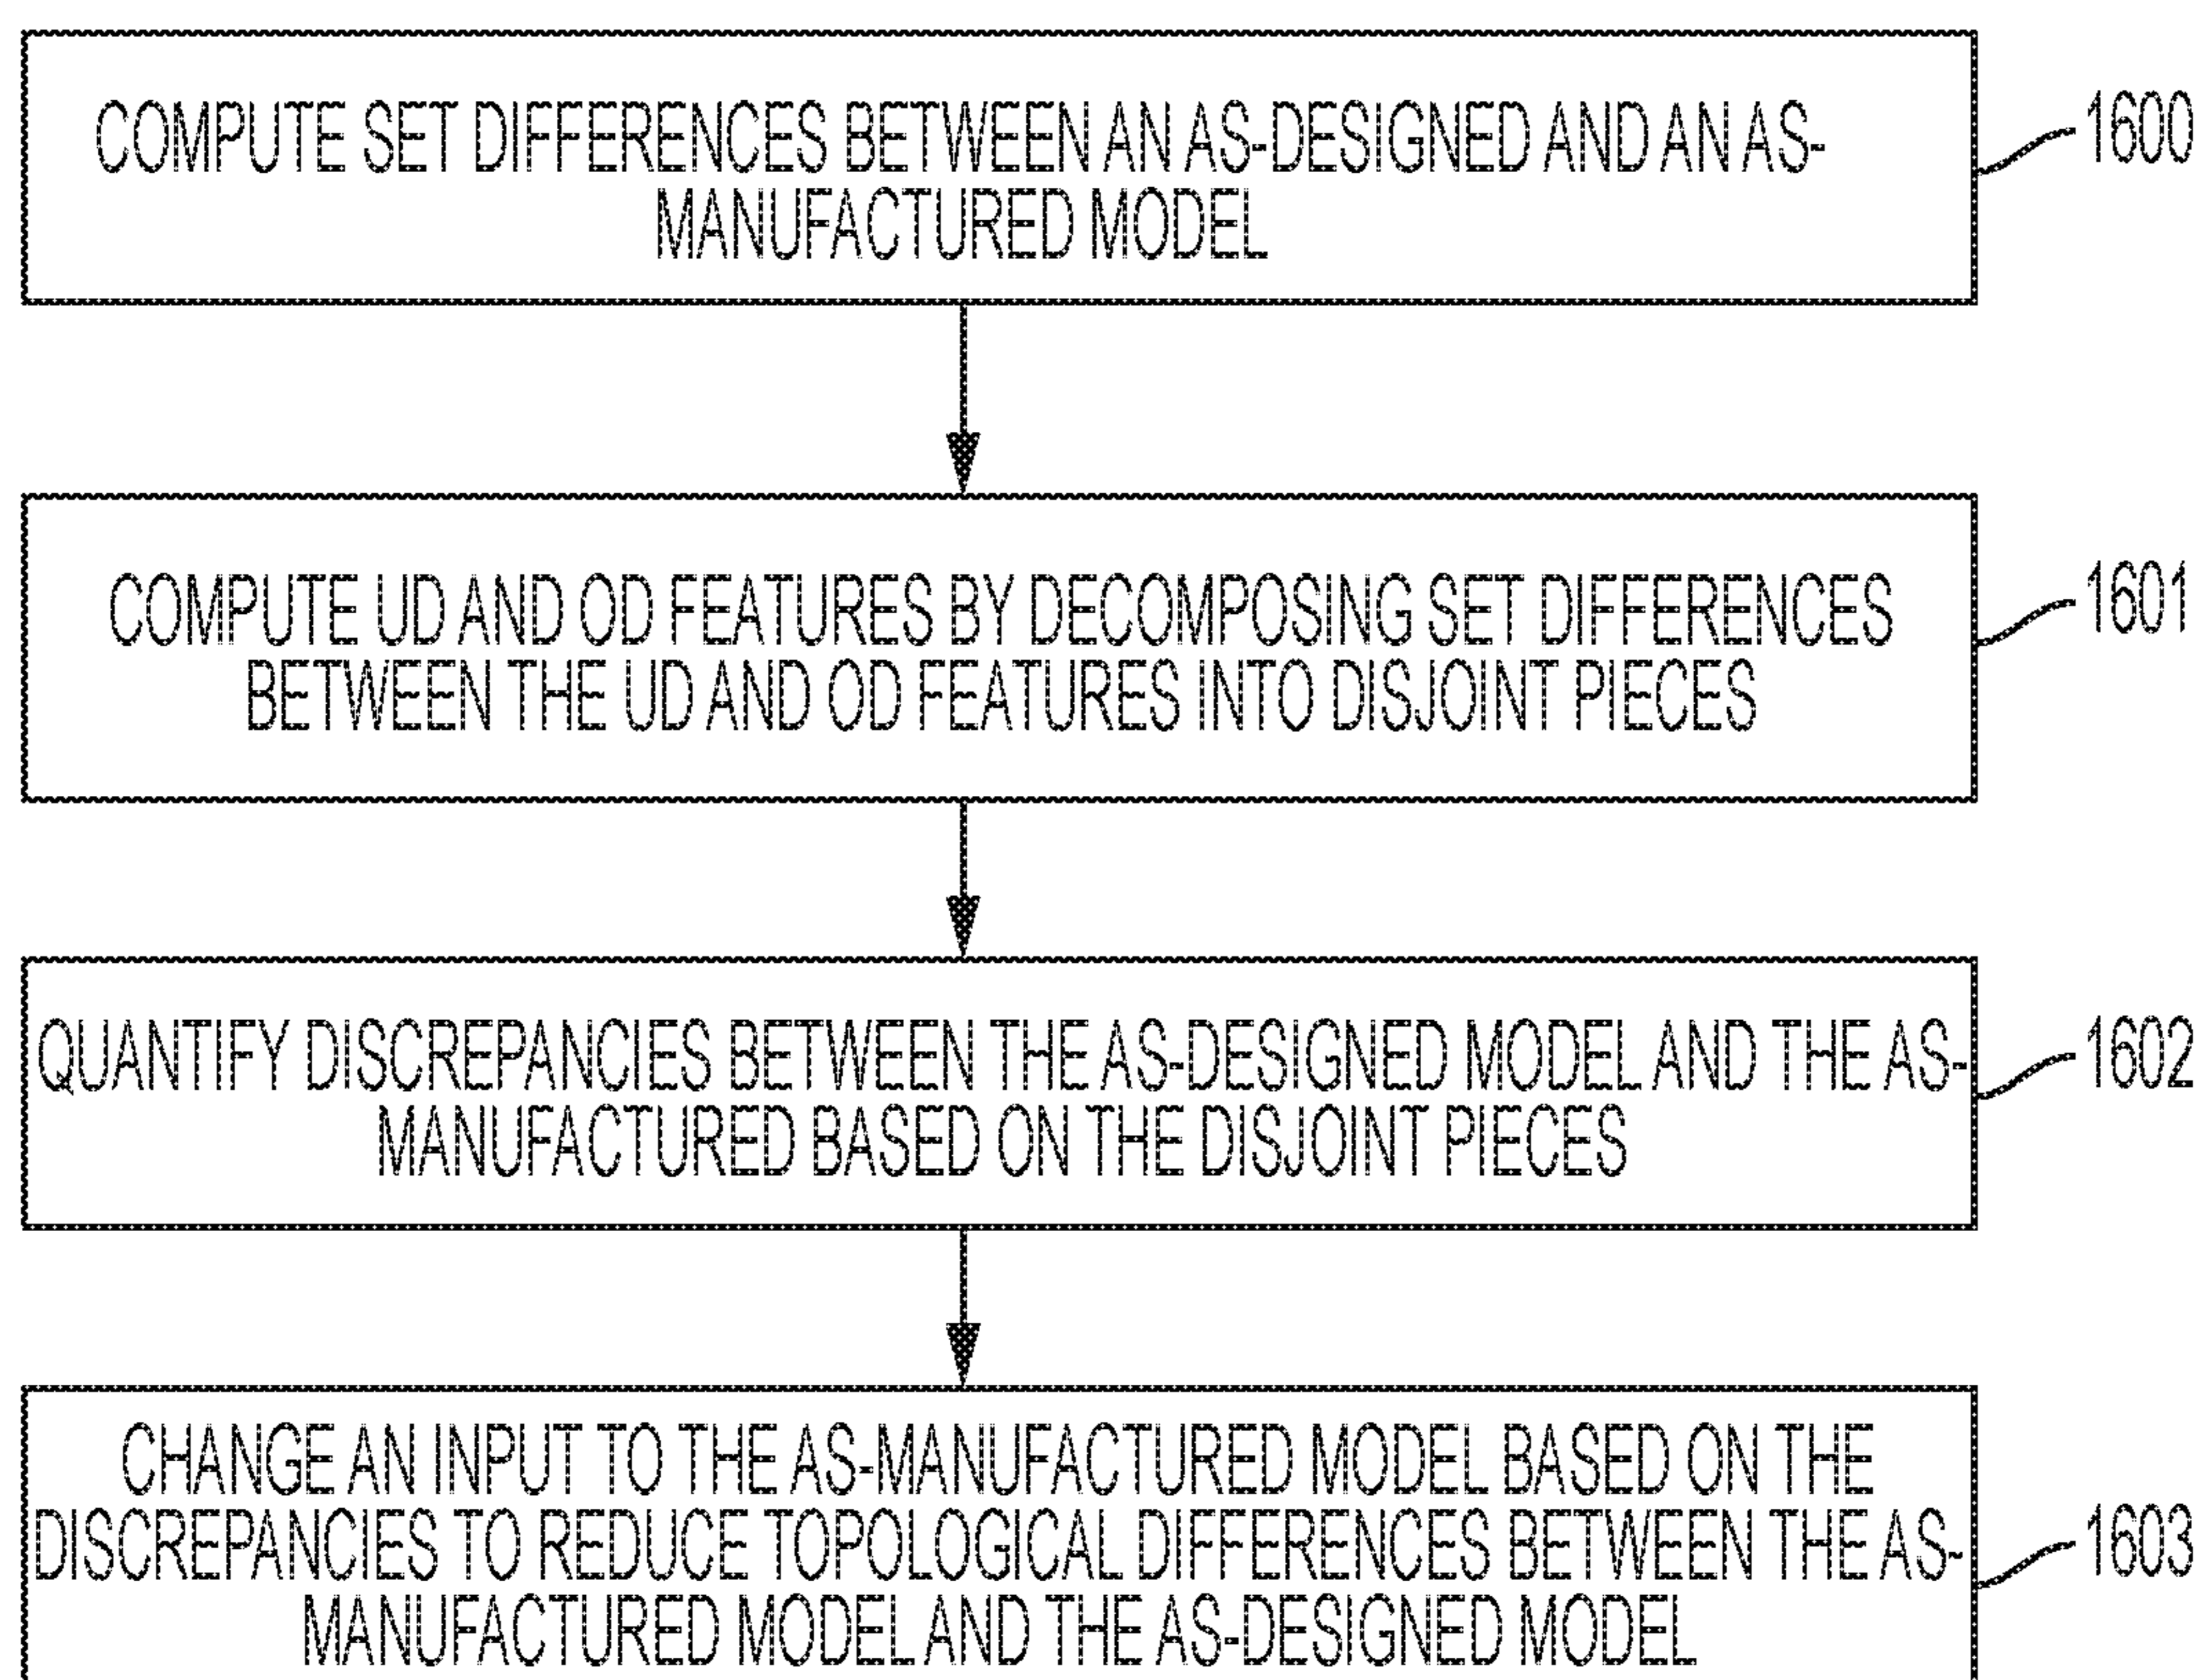 COMPUTE SET DIFFERENCES BETWEEN AN AS-DESIGNED AND AN AS-
MANUFACTURED MODEL
1600
COMPUTE UD AND OD FEATURES BY DECOMPOSING SET DIFFERENCES
BETWEEN THE UD AND OD FEATURES INTO DISJOINT PIECES
1601
QUANTIFY DISCREPANCIES BETWEEN THE AS-DESIGNED MODEL AND THE AS-
MANUFACTURED BASED ON THE DISJOINT PIECES
1602
CHANGE AN INPUT TO THE AS-MANUFACTURED MODEL BASED ON THE
DISCREPANCIES TO REDUCE TOPOLOGICAL DIFFERENCES BETWEEN THE AS-
MANUFACTURED MODEL AND THE AS-DESIGNED MODEL
1603